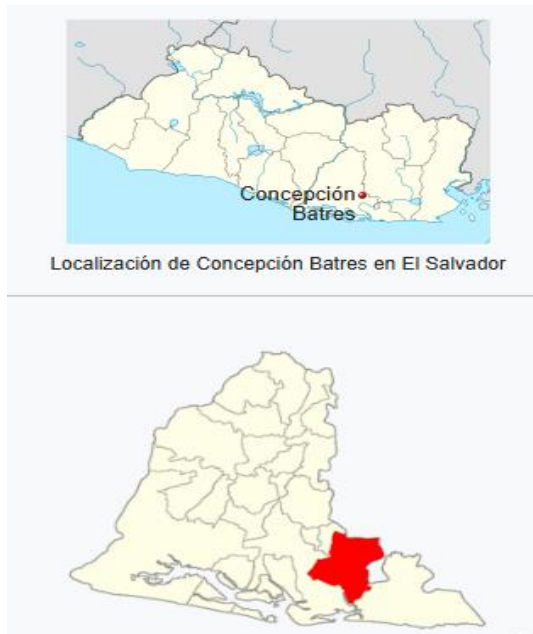 Concepción
Batres
Localización de Concepción Batres en El Salvador